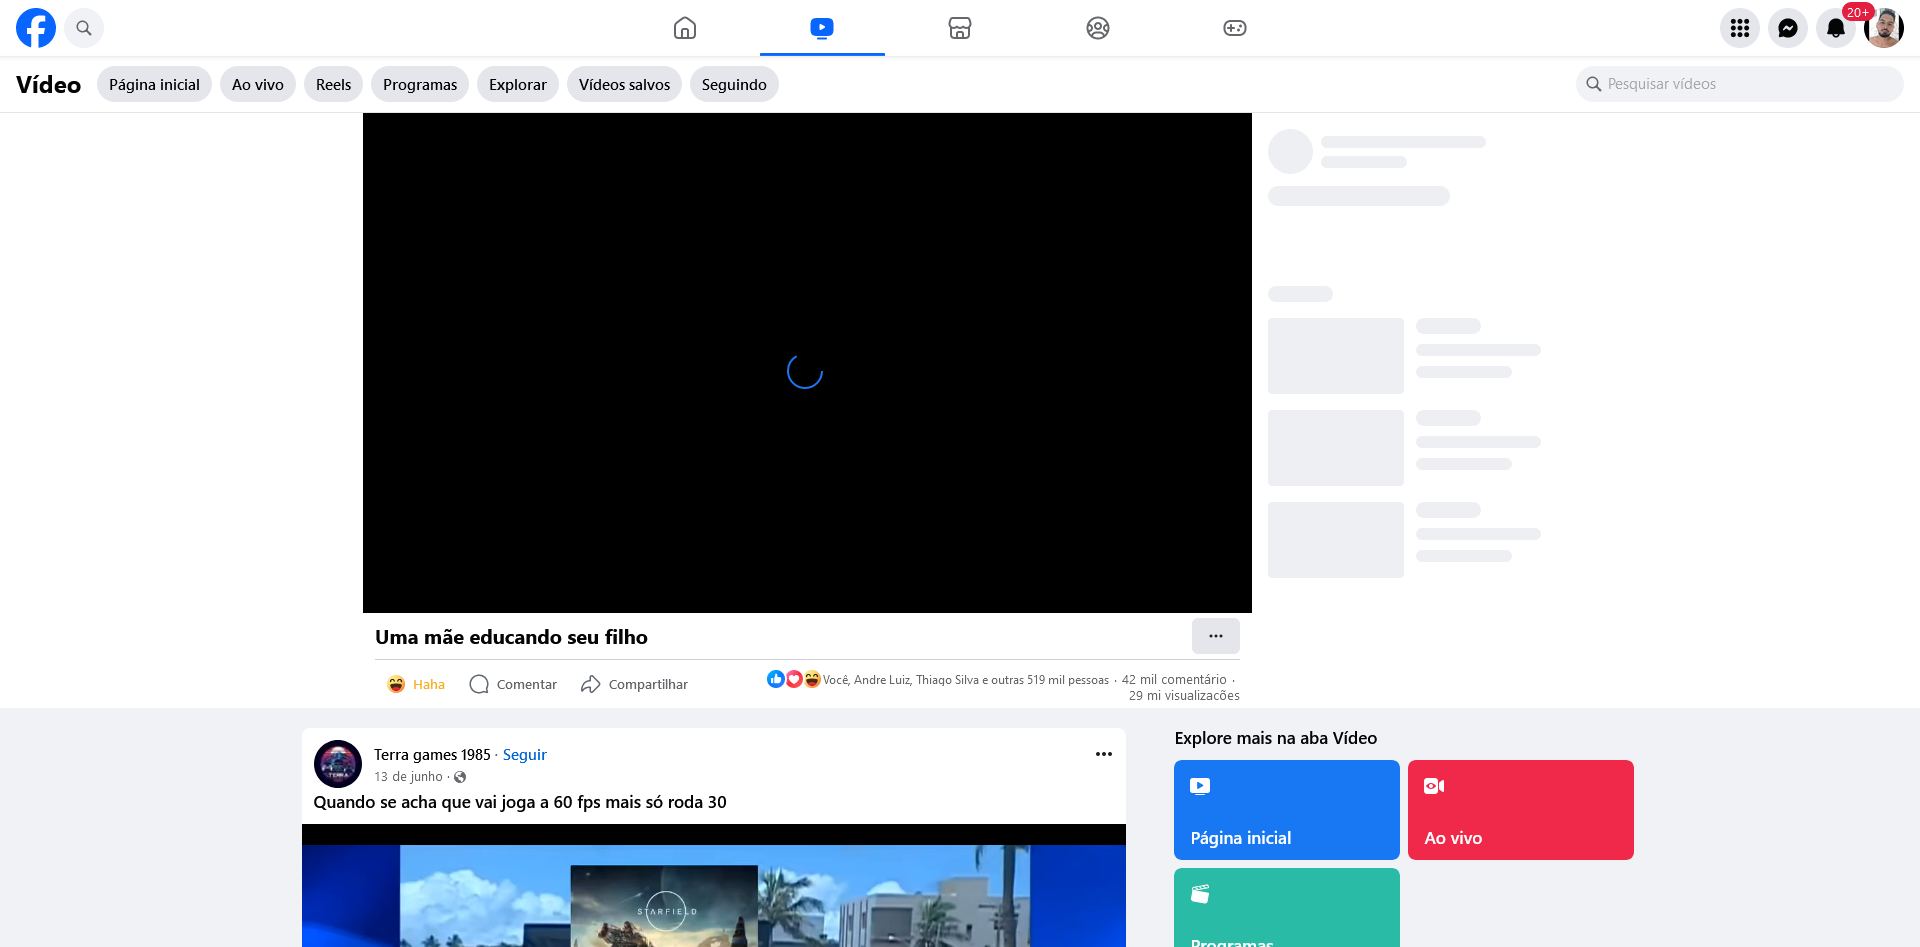 20+
Vídeo
Página inicial
Ao vivo
Reels
Programas
Explorar
Vídeos salvos
Seguindo
Pesquisar vídeos
Uma mãe educando seu filho
Haha
Comentar
Compartilhar
Você, Andre Luiz, Thiago Silva e outras 519 mil pessoas · 42 mil comentário ·
29 mi visualizações
Terra games 1985 · Seguir
13 de junho ·
Quando se acha que vai joga a 60 fps mais só roda 30
TERRA
STARFIELD
Explore mais na aba Vídeo
Página inicial
Ao vivo
Programas